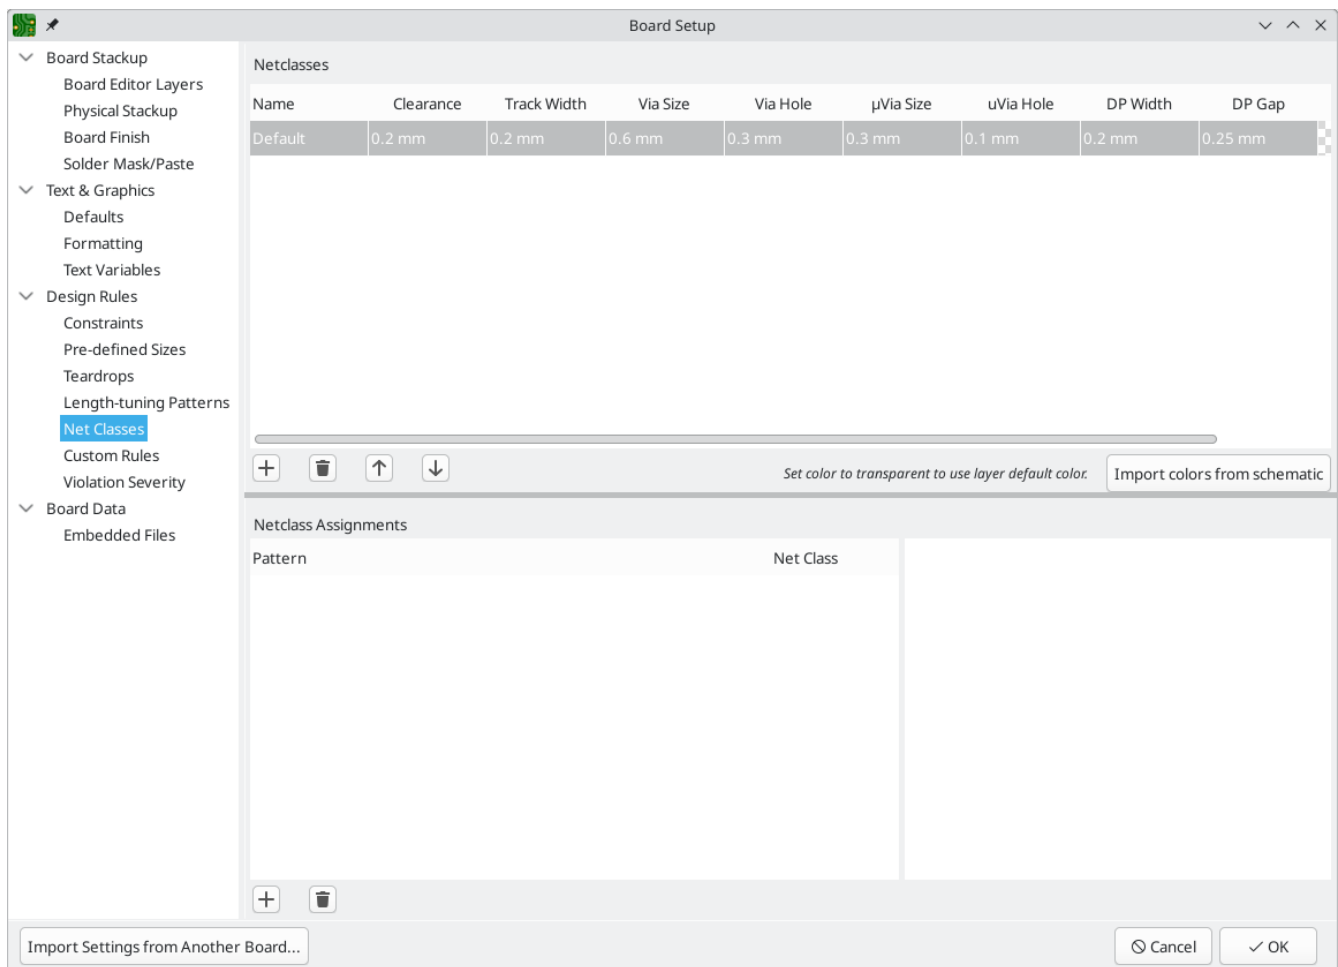 Board Setup
Board Stackup
Board Editor Layers
Physical Stackup
Board Finish
Solder Mask/Paste
Text & Graphics
Defaults
Formatting
Text Variables
Design Rules
Constraints
Pre-defined Sizes
Teardrops
Length-tuning Patterns
Net Classes
Custom Rules
Violation Severity
Board Data
Embedded Files
Netclasses
Name Clearance Track Width Via Size Via Hole µVia Size uVia Hole DP Width DP Gap
Default 0.2 mm 0.2 mm 0.6 mm 0.3 mm 0.3 mm 0.1 mm 0.2 mm 0.25 mm
Set color to transparent to use layer default color. Import colors from schematic
Netclass Assignments
Pattern Net Class
Import Settings from Another Board... Cancel OK